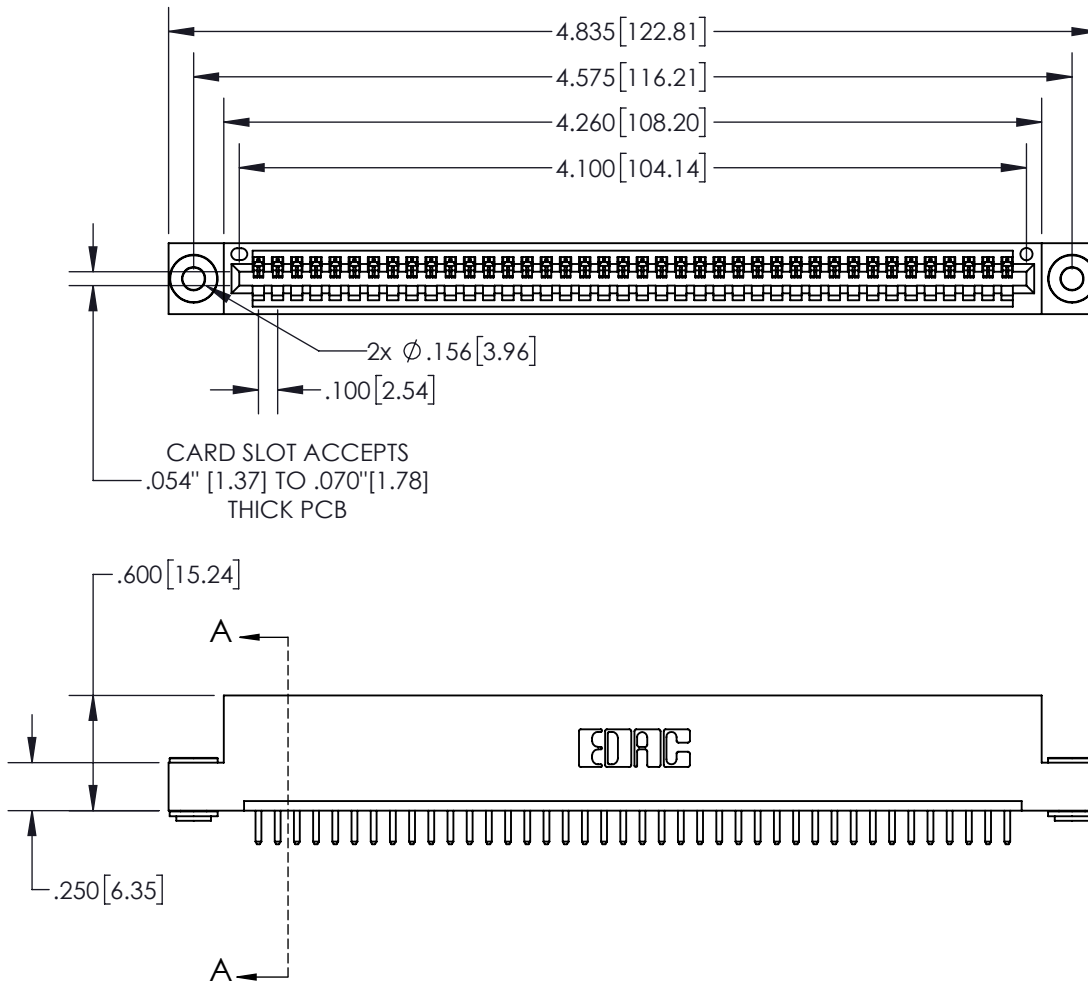 4.835[122.81]
4.575[116.21]
4.260[108.20]
4.100[104.14]
2x ∅.156[3.96]
.100[2.54]
CARD SLOT ACCEPTS
.054" [1.37] TO .070"[1.78]
THICK PCB
.600[15.24]
A
EDAC
.250[6.35]
A